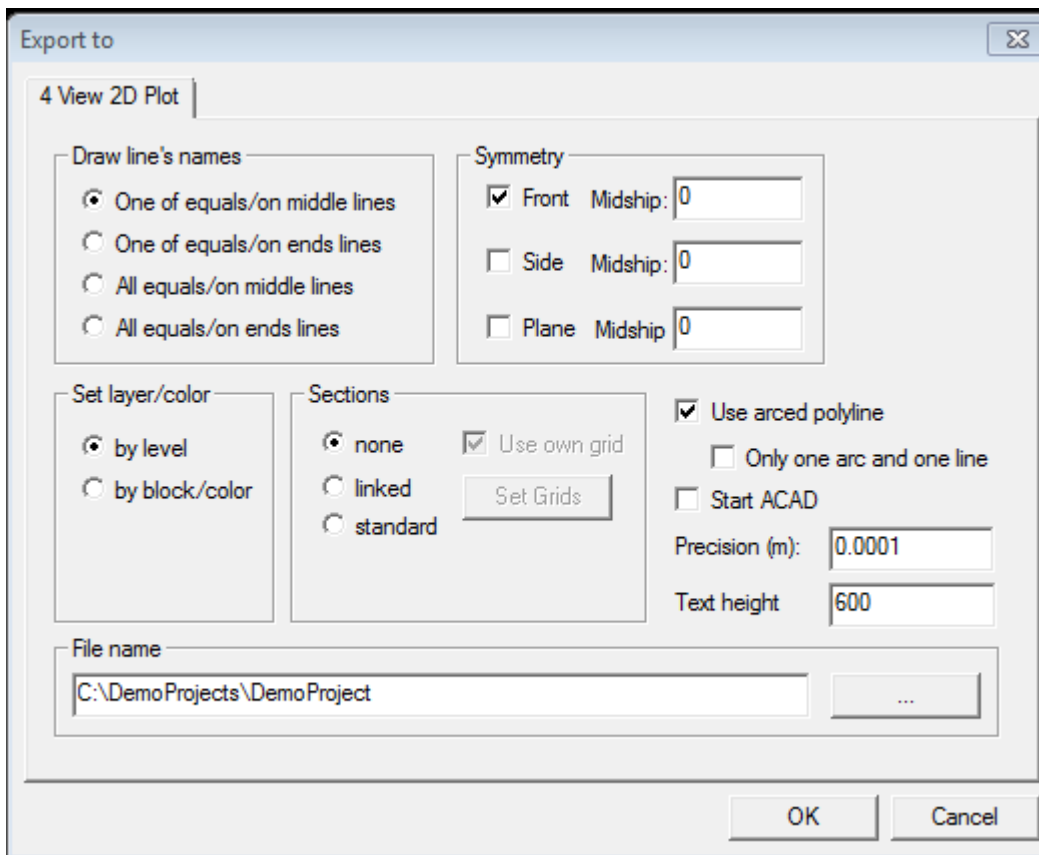 Export to
4 View 2D Plot
Draw line's names
One of equals/on middle lines
One of equals/on ends lines
All equals/on middle lines
All equals/on ends lines
Symmetry
Front Midship: 0
Side Midship: 0
Plane Midship 0
Set layer/color
by level
by block/color
Sections
none
linked
standard
Use own grid
Set Grids
Use arced polyline
Only one arc and one line
Start ACAD
Precision (m): 0.0001
Text height 600
File name
C:\DemoProjects\DemoProject
...
OK
Cancel